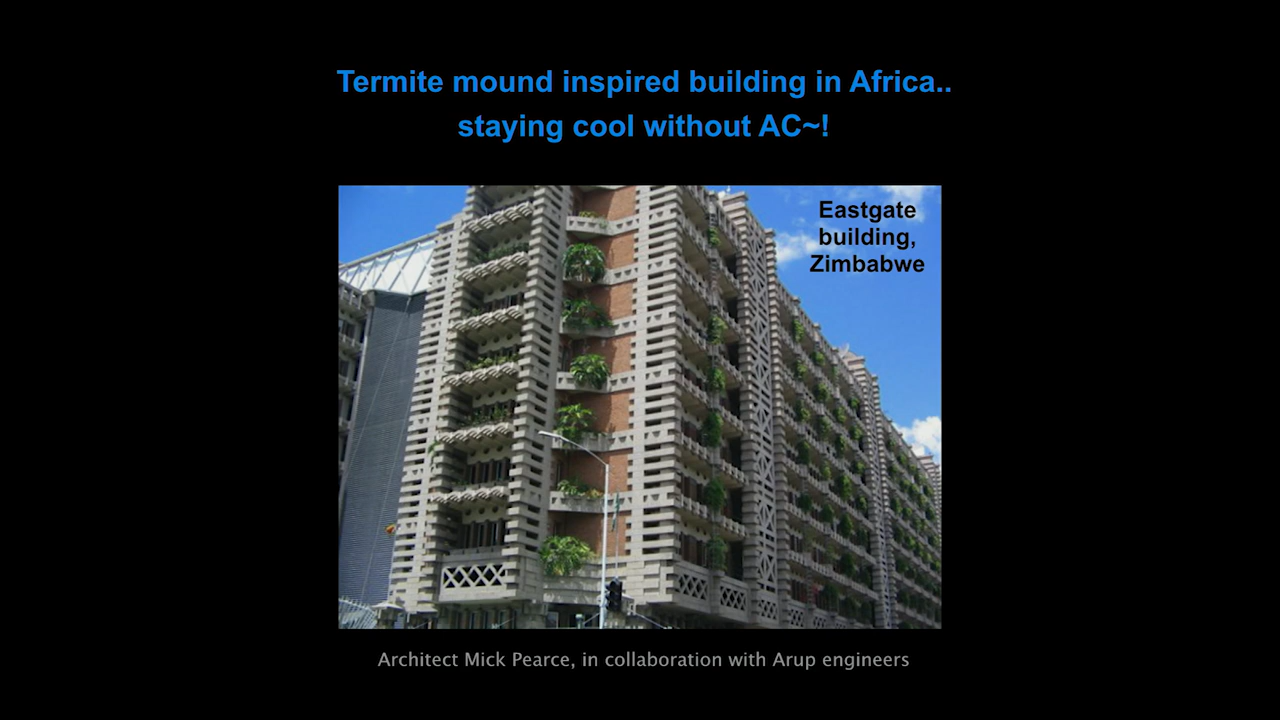 Termite mound inspired building in Africa..
staying cool without AC~!
Eastgate
building,
Zimbabwe
Architect Mick Pearce, in collaboration with Arup engineers